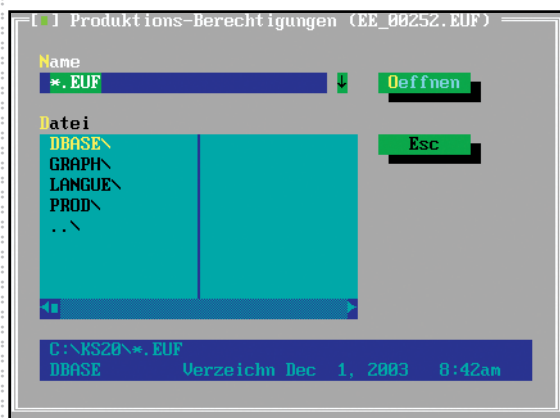 [■] Produktions-Berechtigungen (EE_00252.EUF)
Name
*.EUF ↓ Oeffnen
Datei
DBASE\ Esc
GRAPH\
LANGUE\
PROD\
..\
C:\KS20\*.EUF
DBASE Verzeichn Dec 1, 2003 8:42am